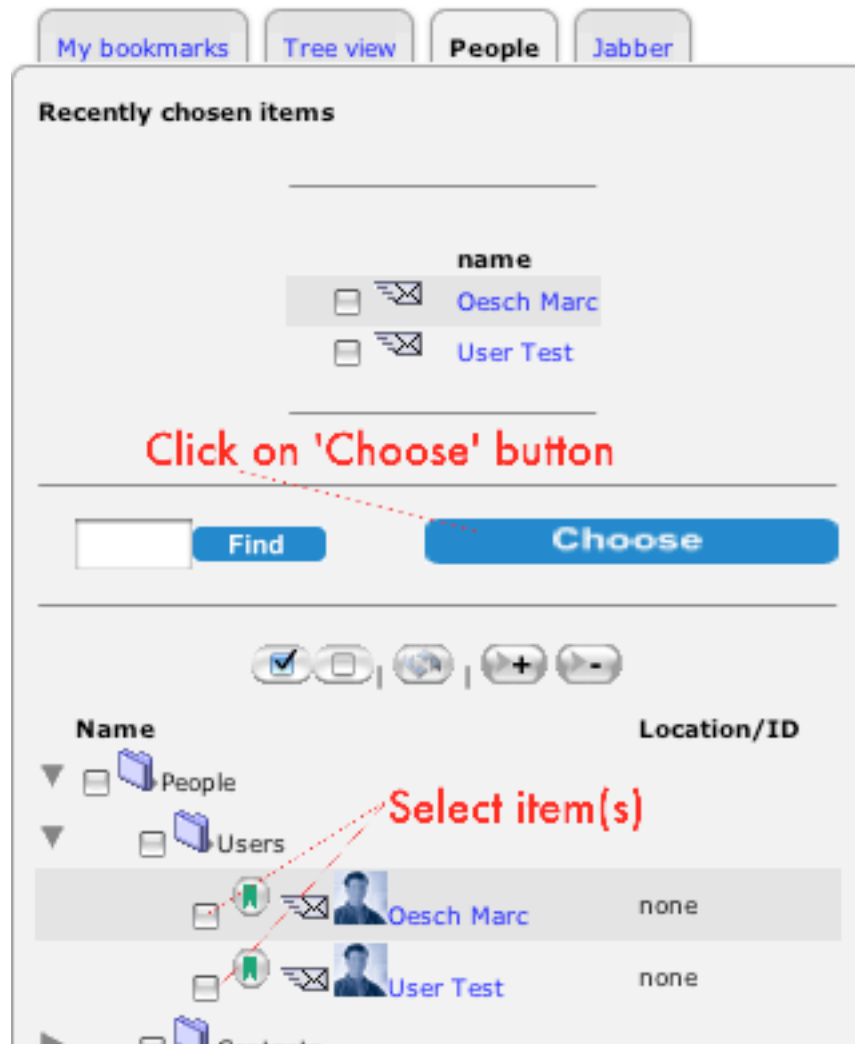 My bookmarks Tree view People Jabber
Recently chosen items
name
Oesch Marc
User Test
Click on 'Choose' button
Find Choose
Name Location/ID
People
Select item(s)
Users
Oesch Marc none
User Test none